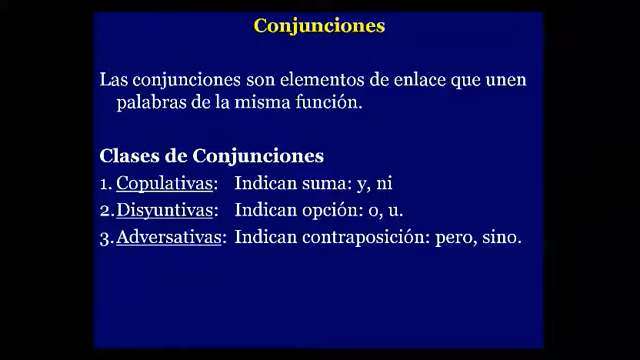 Conjunciones
Las conjunciones son elementos de enlace que unen
palabras de la misma función.
Clases de Conjunciones
1. Copulativas: Indican suma: y, ni
2. Disyuntivas: Indican opción: o, u.
3. Adversativas: Indican contraposición: pero, sino.